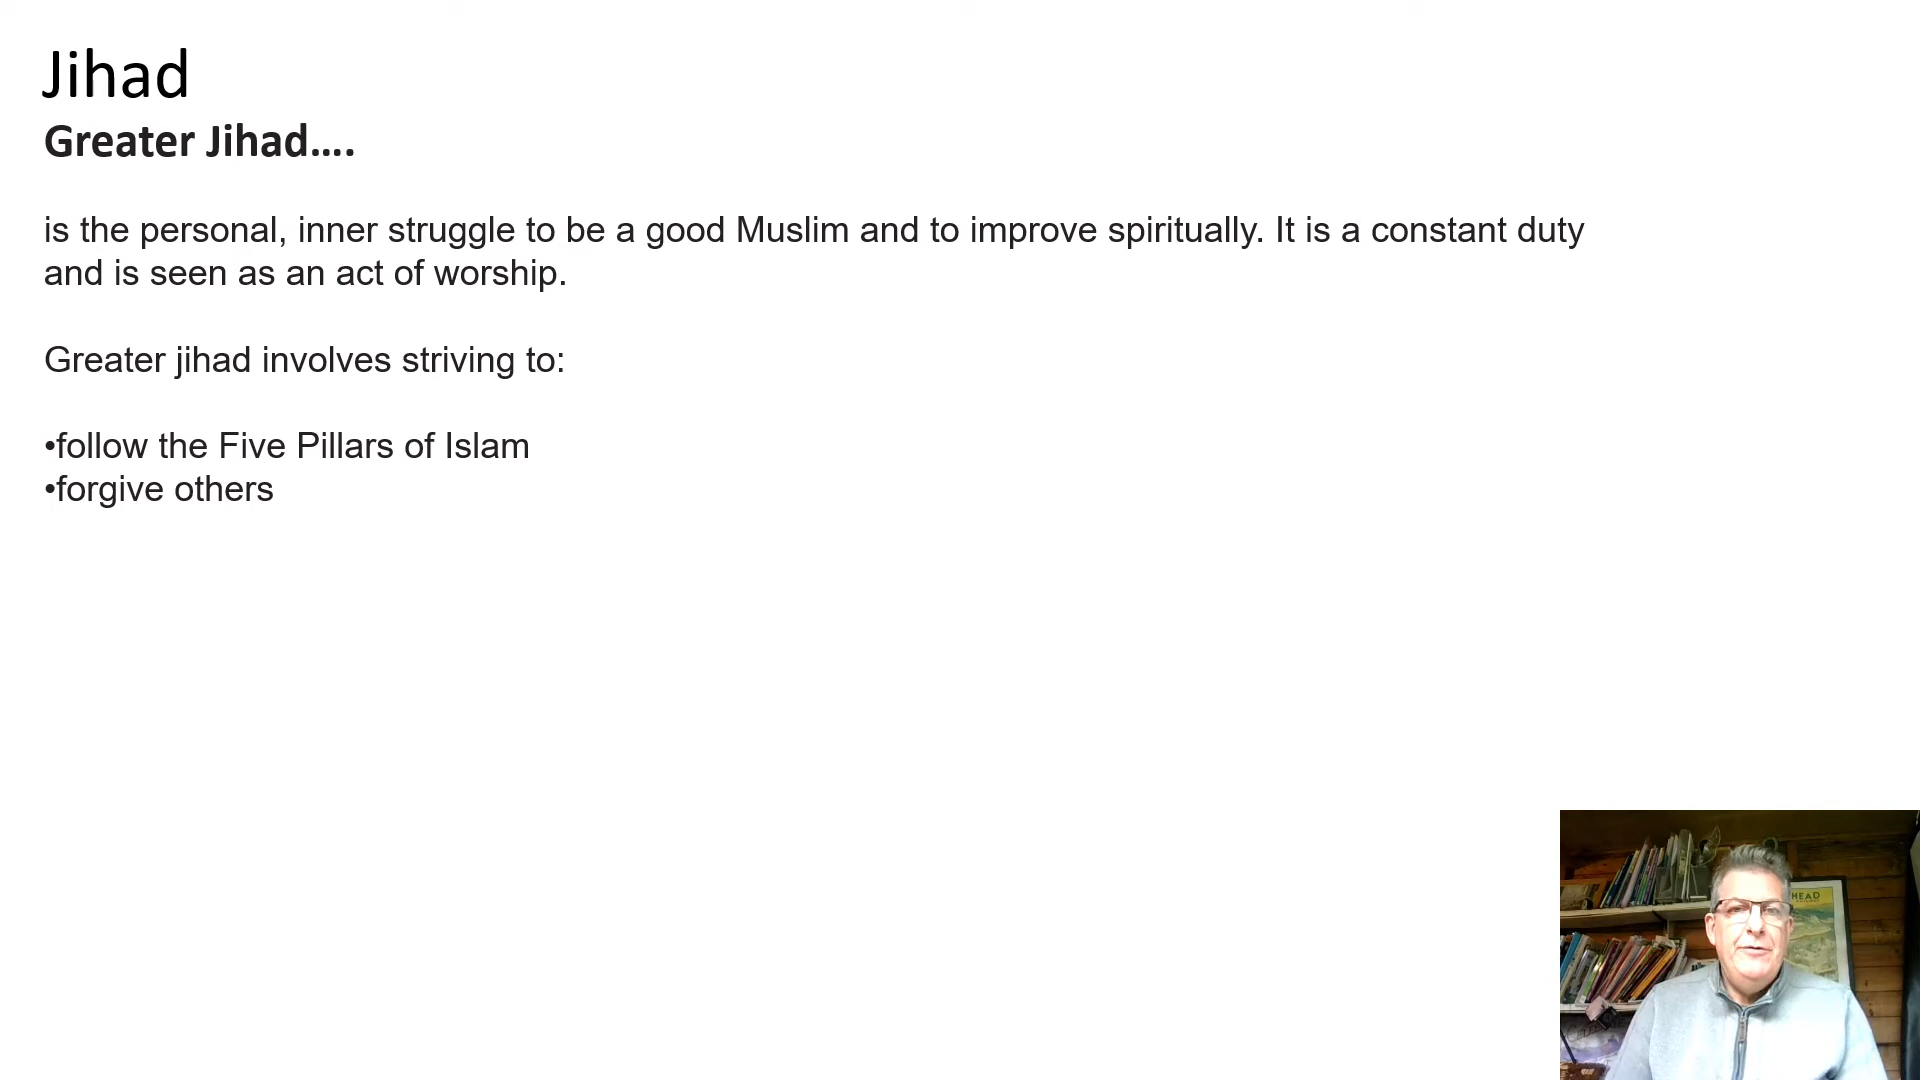 Jihad
Greater Jihad....
is the personal, inner struggle to be a good Muslim and to improve spiritually. It is a constant duty
and is seen as an act of worship.
Greater jihad involves striving to:
•follow the Five Pillars of Islam
•forgive others
HEAD